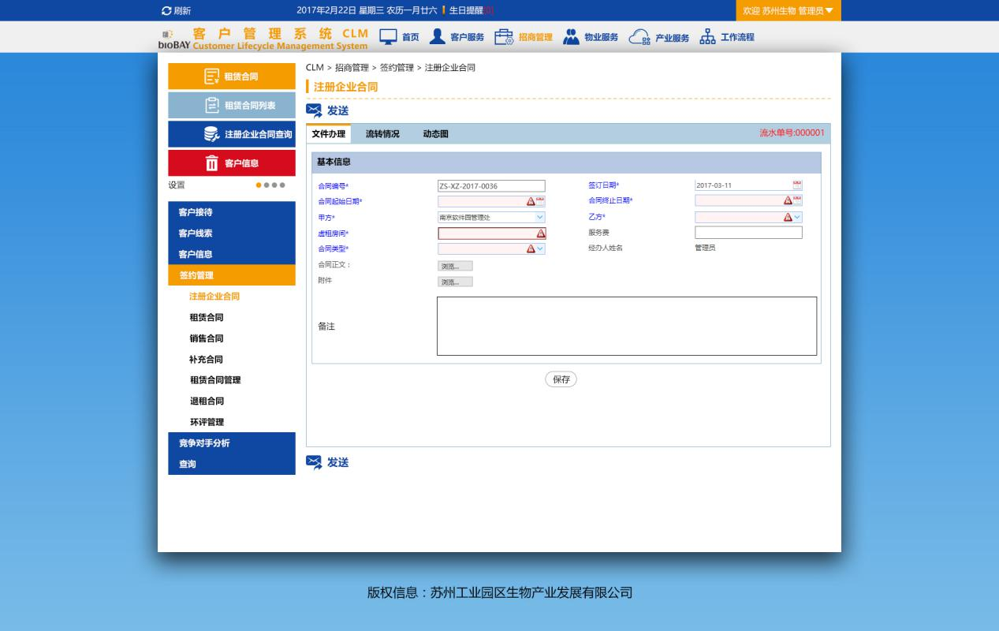 刷新
2017年2月22日 星期三 农历一月廿六
生日提醒[0]
欢迎 苏州生物 管理员
bioBAY
客户管理系统 CLM
Customer Lifecycle Management System
首页
客户服务
招商管理
物业服务
产业服务
工作流程
租赁合同
租赁合同列表
注册企业合同查询
客户信息
设置
客户接待
客户线索
客户信息
签约管理
注册企业合同
租赁合同
销售合同
补充合同
租赁合同管理
退租合同
环评管理
竞争对手分析
查询
CLM > 招商管理 > 签约管理 > 注册企业合同
注册企业合同
发送
文件办理 流转情况 动态图 流水单号:000001
基本信息
合同编号* ZS-XZ-2017-0036 签订日期* 2017-03-11
合同起始日期* 合同终止日期*
甲方* 南京软件园管理处 乙方*
虚租房间* 服务费
合同类型* 经办人姓名 管理员
合同正文： 浏览...
附件 浏览...
备注
保存
发送
版权信息：苏州工业园区生物产业发展有限公司